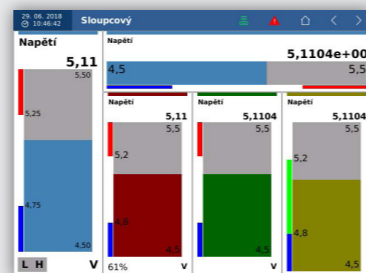 29. 06. 2018
10:46:42
Sloupcový
Napětí
5,11
5,50
5,25
4,75
4,50
L H
V
Napětí
5,1104e+00
4,5
5,5
Napětí
5,11
5,5
5,2
4,8
4,5
61%
V
Napětí
5,1104
5,5
4,5
V
Napětí
5,1104
5,5
5,2
4,8
4,5